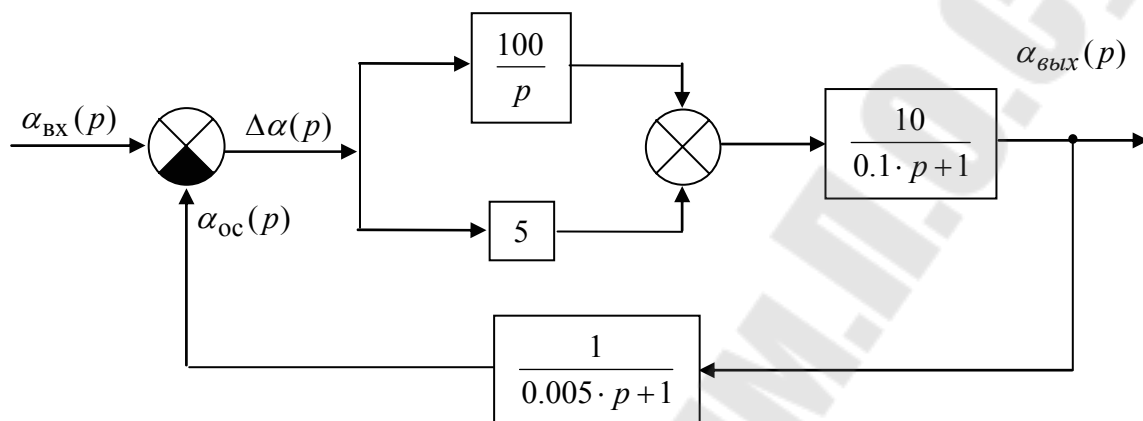 α_вх(p)
Δα(p)
α_ос(p)
100
p
5
10
0.1· p+1
α_вых(p)
1
0.005· p+1